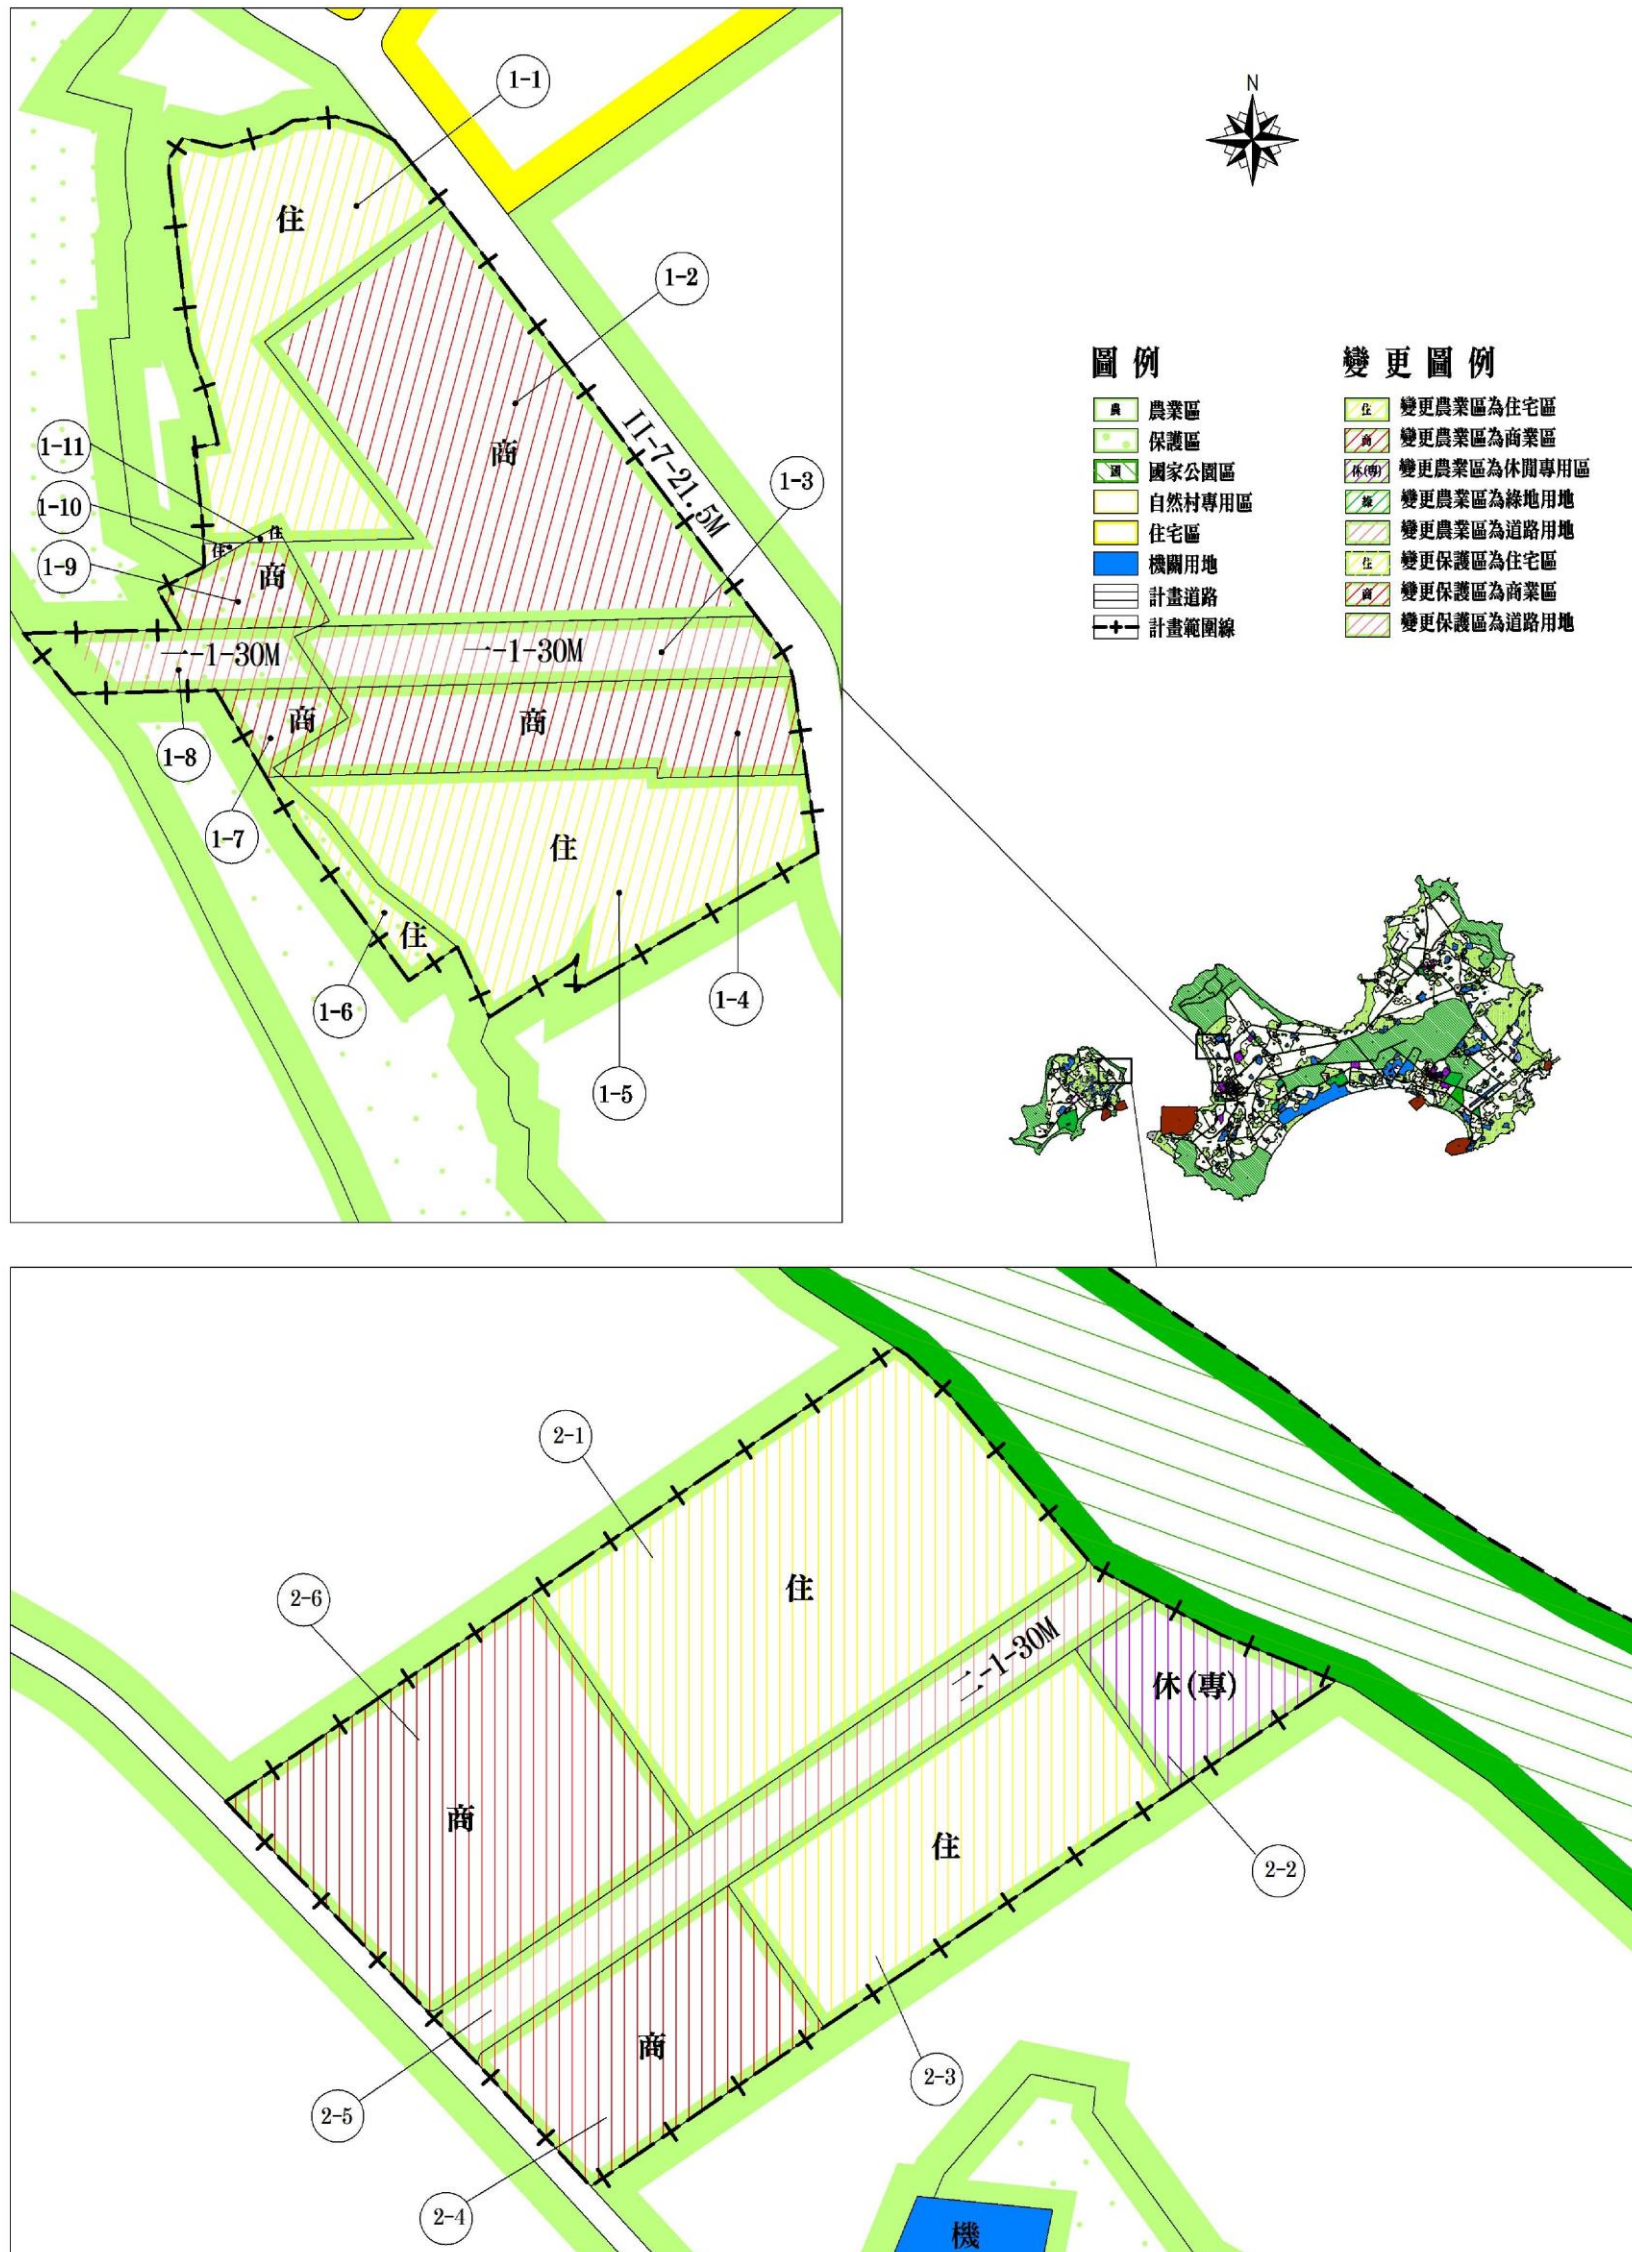 1-1
住
1-2
商
II-7-21.5M
1-3
1-11
1-10
1-9
住
住
商
一-1-30M
一-1-30M
商
商
1-8
1-7
住
住
1-6
1-4
1-5
N
圖例
農 農業區
保護區
國 國家公園區
自然村專用區
住宅區
機關用地
計畫道路
計畫範圍線
變更圖例
住 變更農業區為住宅區
商 變更農業區為商業區
休(專) 變更農業區為休閒專用區
綠 變更農業區為綠地用地
變更農業區為道路用地
住 變更保護區為住宅區
商 變更保護區為商業區
變更保護區為道路用地
2-1
2-6
住
二-1-30M
休(專)
商
住
2-2
商
2-3
2-5
2-4
機